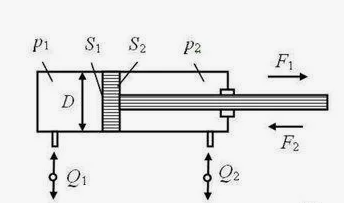 p₁ S₁ S₂ p₂ F₁
D
F₂
Q₁ Q₂